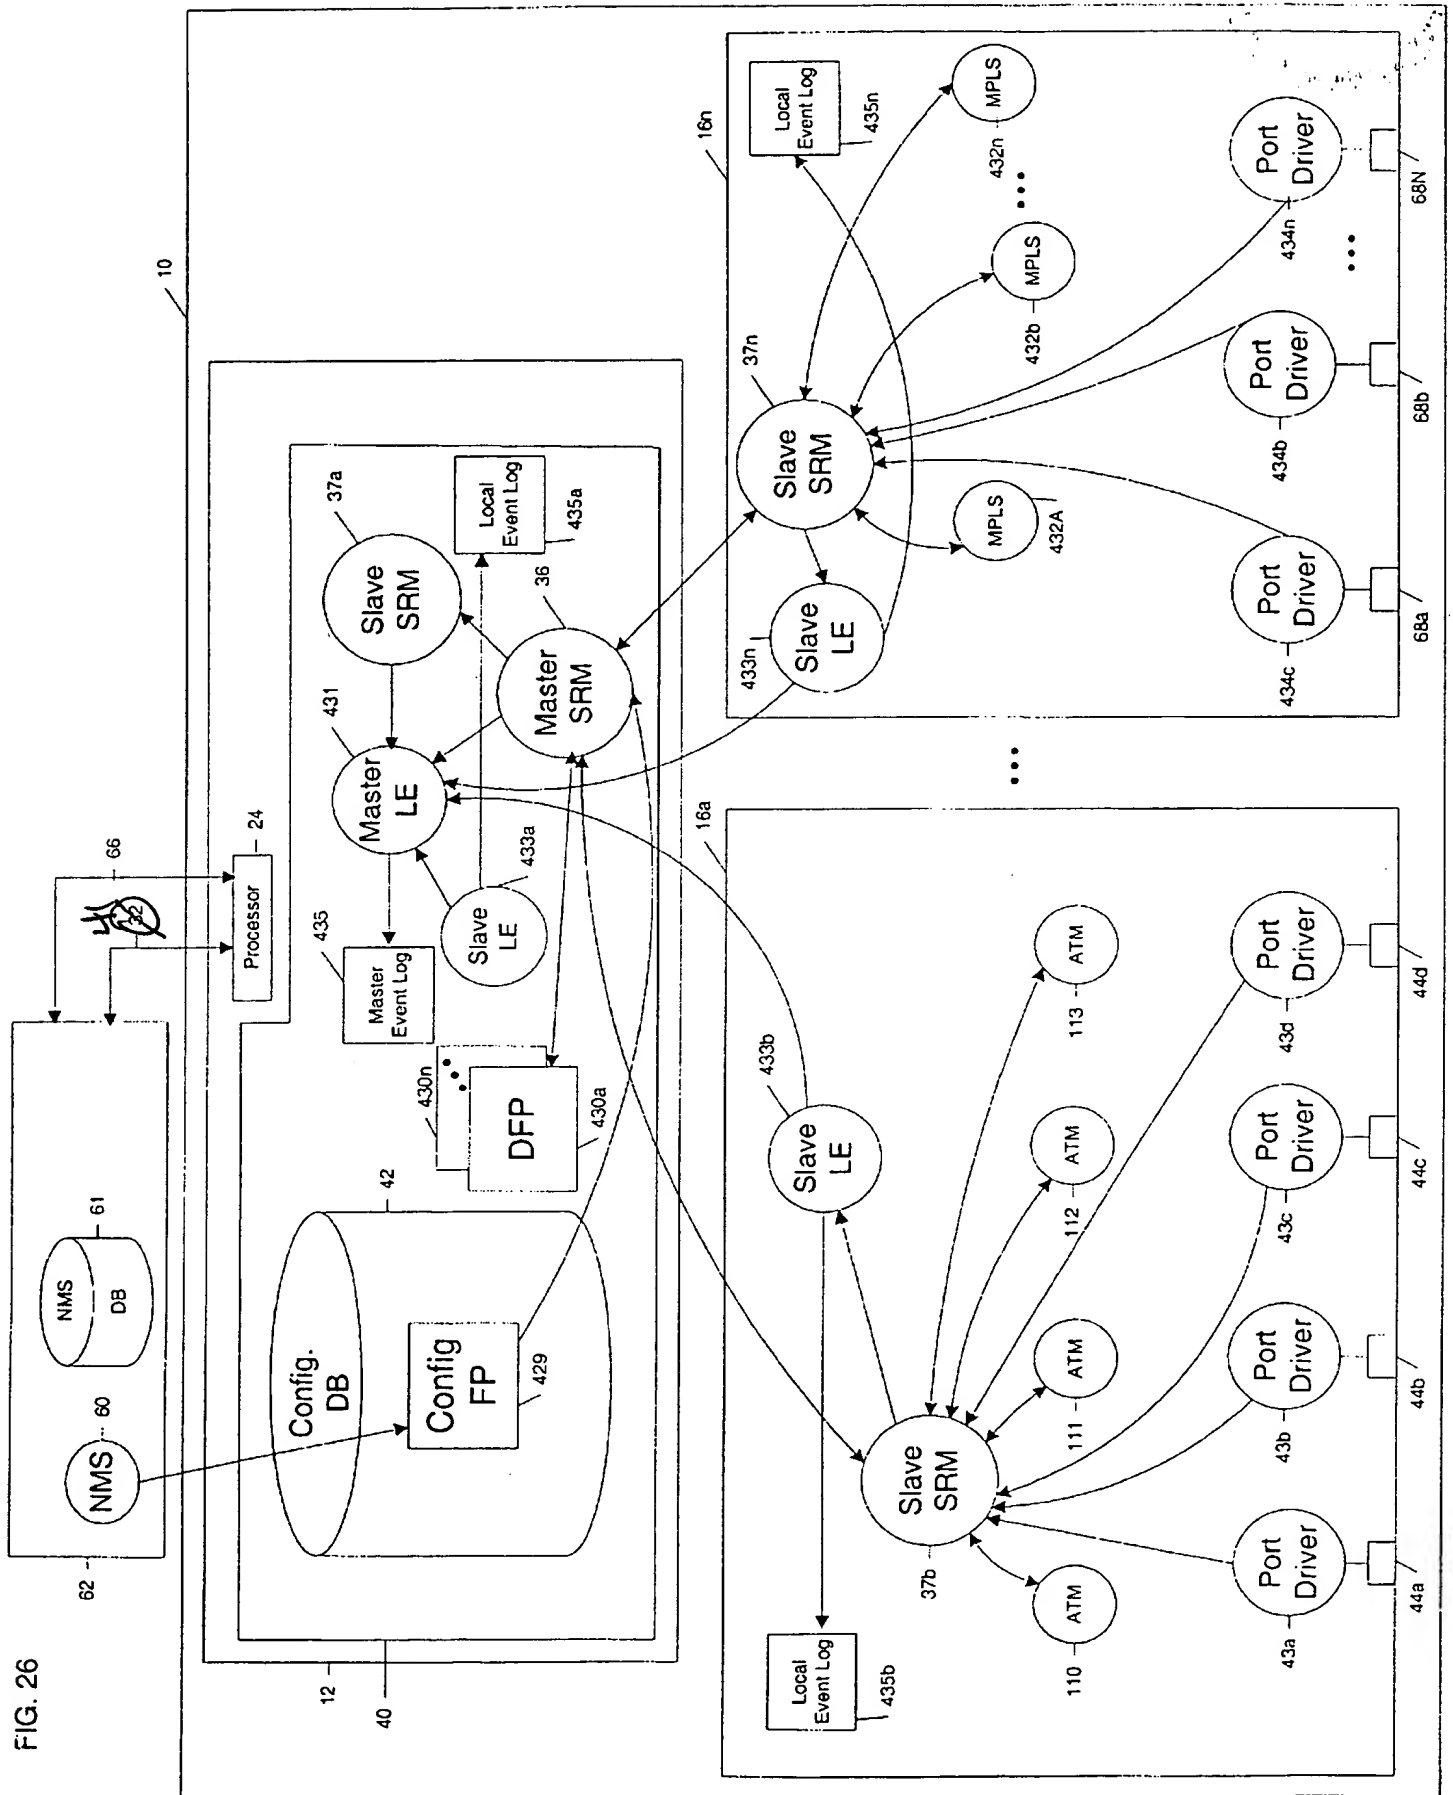 FIG. 26
62
NMS
60
NMS
DB
61
132
41
66
10
12
40
Processor
24
Config.
DB
42
Config
FP
429
DFP
430a
430n
Master
Event Log
435
Slave
LE
433a
Master
LE
431
Slave
SRM
37a
Local
Event Log
435a
Master
SRM
36
16a
Local
Event Log
435b
Slave
LE
433b
Slave
SRM
37b
ATM
110
ATM
111
ATM
112
ATM
113
Port
Driver
43a
44a
Port
Driver
43b
44b
Port
Driver
43c
44c
Port
Driver
43d
44d
16n
Slave
LE
433n
Slave
SRM
37n
Local
Event Log
435n
MPLS
432A
MPLS
432b
MPLS
432n
Port
Driver
434c
68a
Port
Driver
434b
68b
Port
Driver
434n
68N